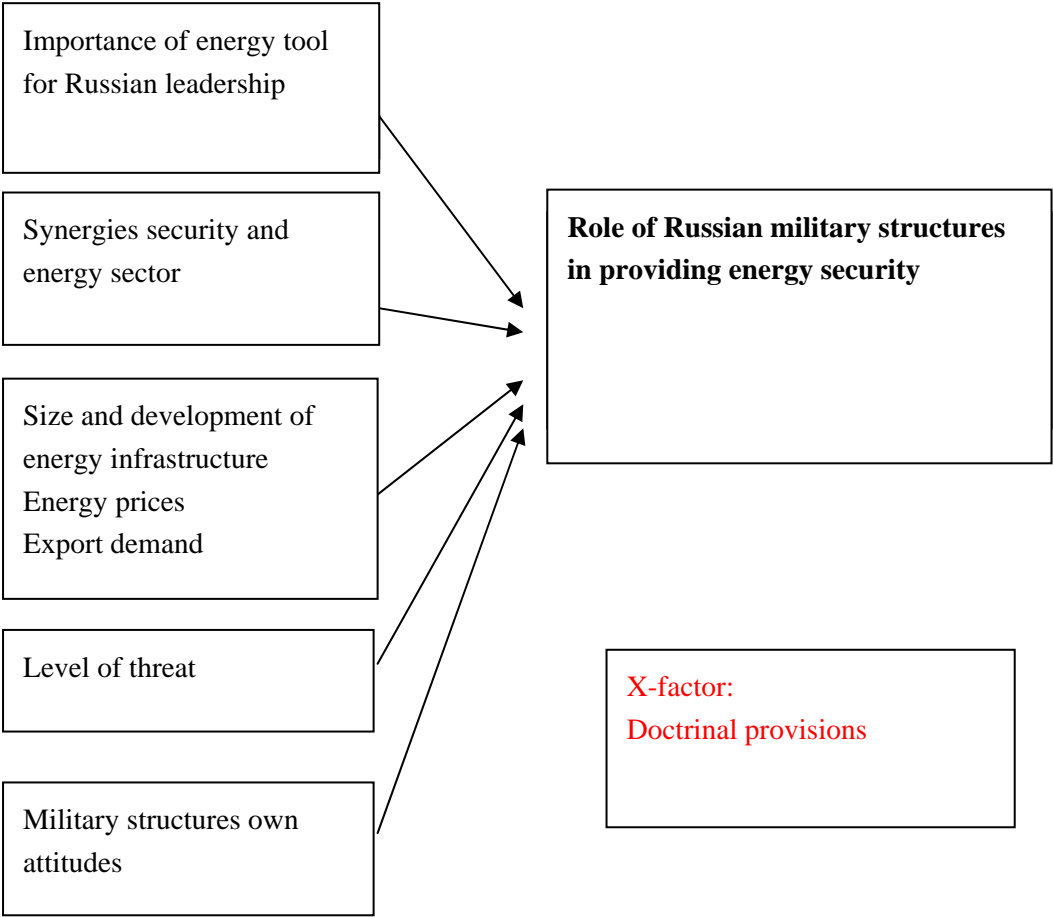 Importance of energy tool
for Russian leadership
Synergies security and
energy sector
Role of Russian military structures
in providing energy security
Size and development of
energy infrastructure
Energy prices
Export demand
Level of threat
X-factor:
Doctrinal provisions
Military structures own
attitudes